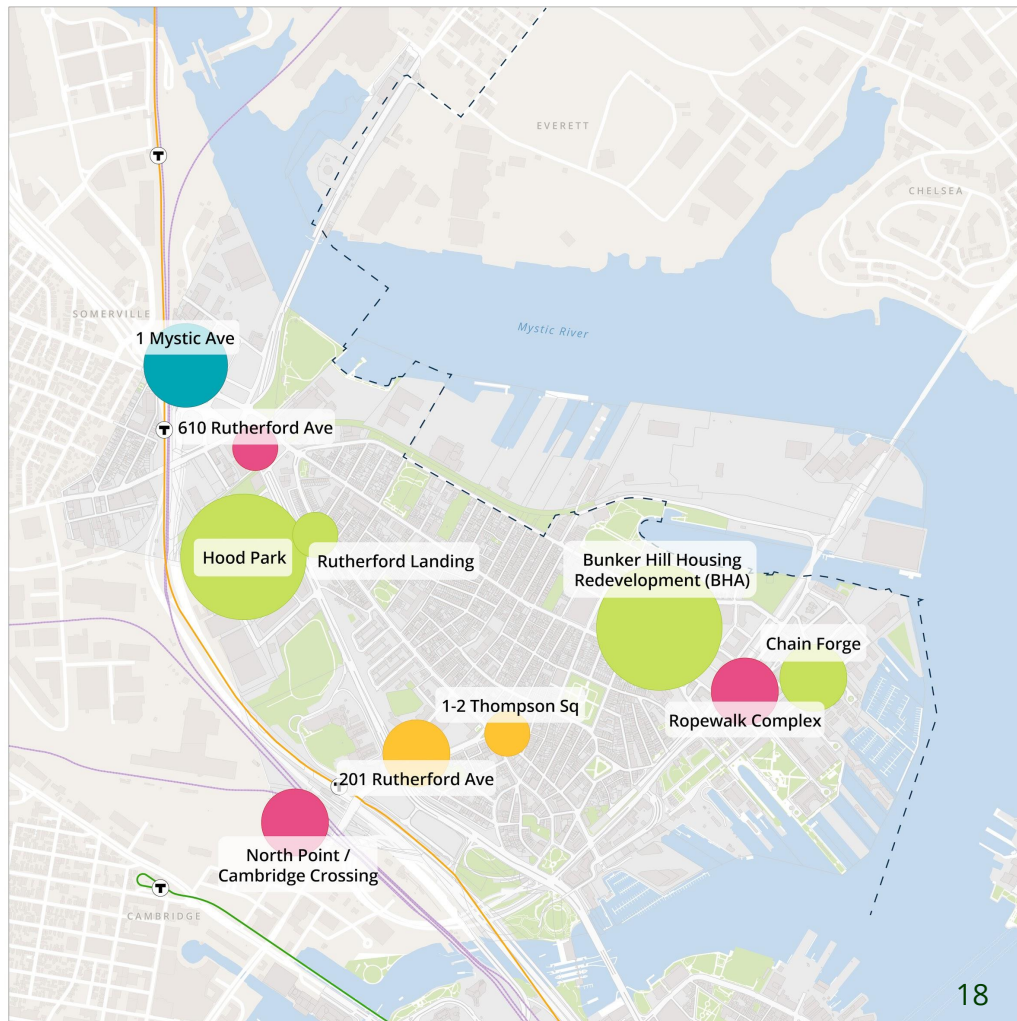 EVERETT
CHELSEA
T
SOMERVILLE
Mystic River
1 Mystic Ave
T
610 Rutherford Ave
Hood Park
Rutherford Landing
Bunker Hill Housing
Redevelopment (BHA)
Chain Forge
1-2 Thompson Sq
Ropewalk Complex
201 Rutherford Ave
North Point /
Cambridge Crossing
T
CAMBRIDGE
18